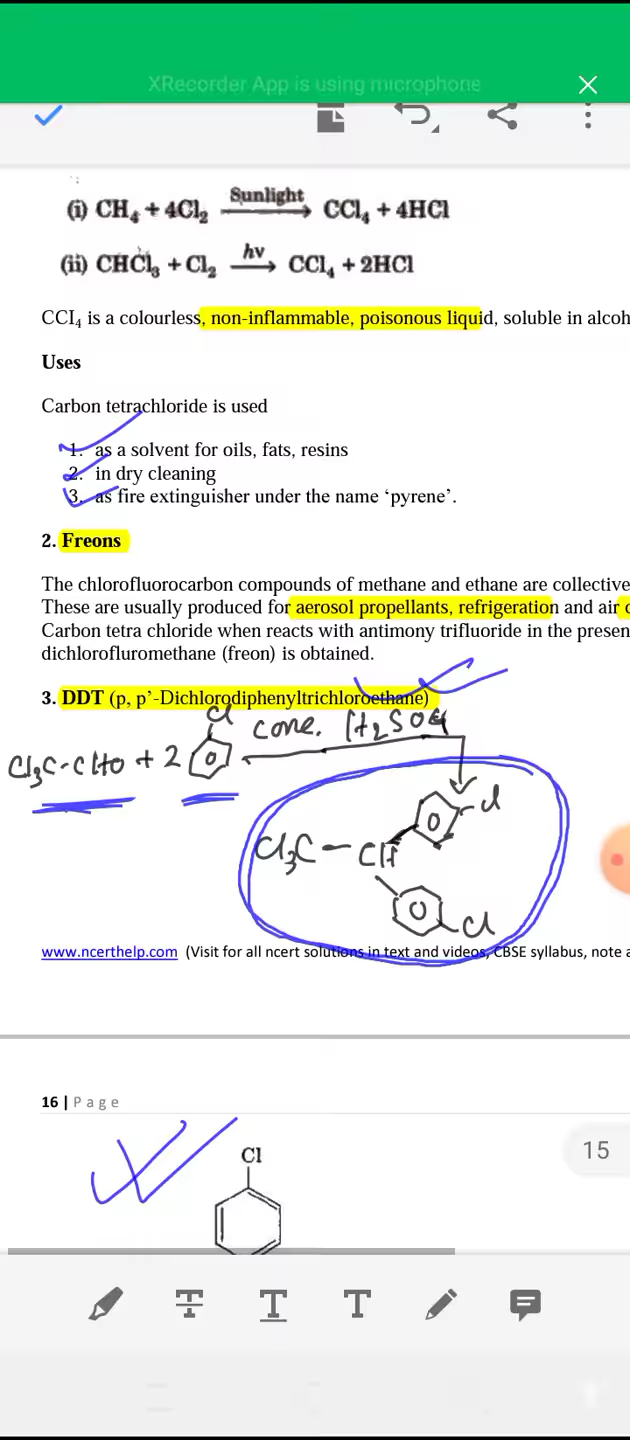 XRecorder App is using microphone
(i) CH₄ + 4Cl₂ Sunlight → CCl₄ + 4HCl
(ii) CHCl₃ + Cl₂ hv → CCl₄ + 2HCl
CCI₄ is a colourless, non-inflammable, poisonous liquid, soluble in alcoh
Uses
Carbon tetrachloride is used
1. as a solvent for oils, fats, resins
2. in dry cleaning
3. as fire extinguisher under the name ‘pyrene’.
2. Freons
The chlorofluorocarbon compounds of methane and ethane are collective
These are usually produced for aerosol propellants, refrigeration and air
Carbon tetra chloride when reacts with antimony trifluoride in the presen
dichlorofluromethane (freon) is obtained.
3. DDT (p, p’-Dichlorodiphenyltrichloroethane)
Cl
conc. H₂SO₄
Cl₃C-CHO + 2
Cl
Cl₃C - CH
Cl
www.ncerthelp.com (Visit for all ncert solutions in text and videos, CBSE syllabus, note a
16 | Page
15
Cl
T T T